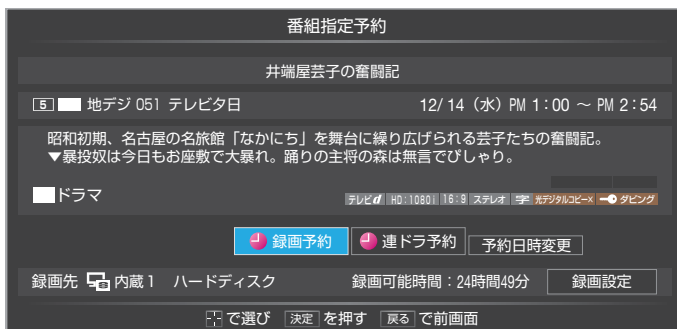 番組指定予約
井端屋芸子の奮闘記
5 地デジ 051 テレビタ日 12/14（水）PM 1：00 ～ PM 2：54
昭和初期、名古屋の名旅館「なかにち」を舞台に繰り広げられる芸子たちの奮闘記。
▼暴投奴は今日もお座敷で大暴れ。踊りの主将の森は無言でぴしゃり。
ドラマ
テレビd HD:1080i 16:9 ステレオ 字 光デジタルコピー× ダビング
録画予約 連ドラ予約 予約日時変更
録画先 内蔵1 ハードディスク 録画可能時間：24時間49分 録画設定
で選び 決定 を押す 戻る で前画面